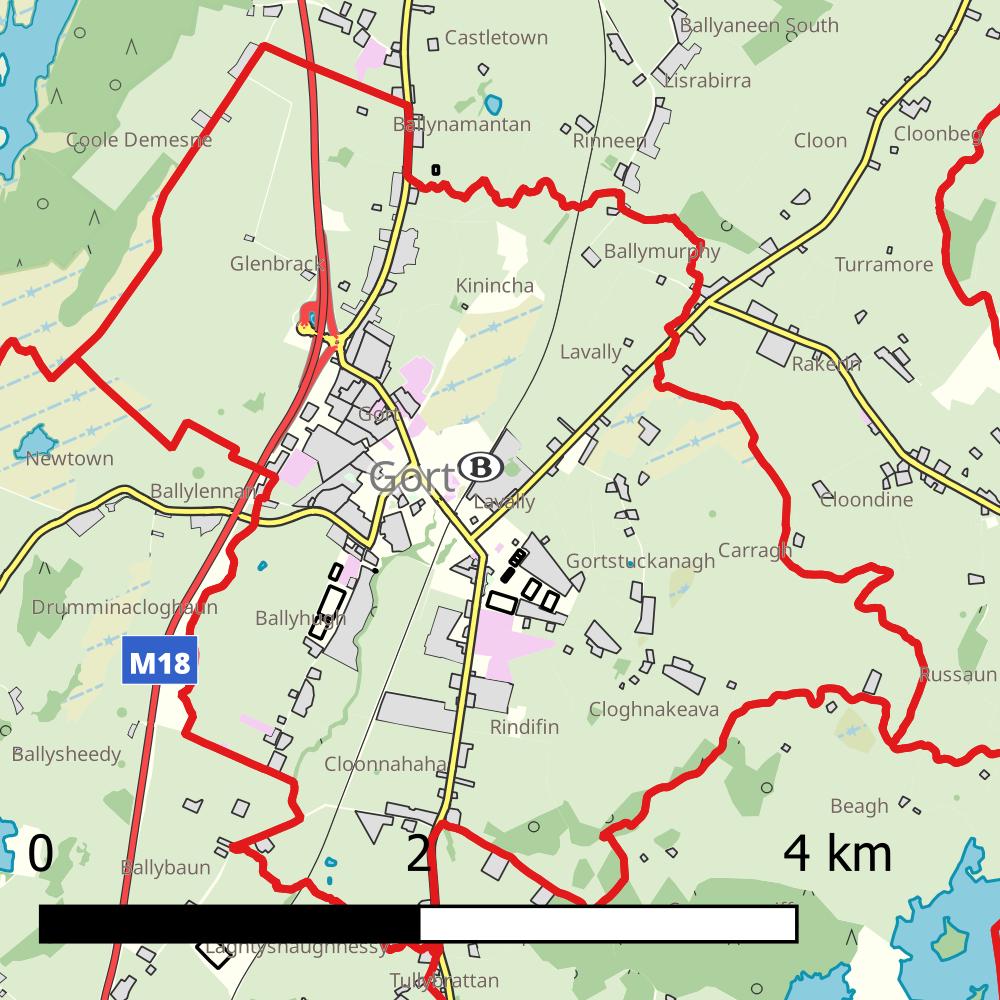 Ballyaneen South
Castletown
Lisrabirra
Ballynamantan
Coole Demesne
Rinneen
Cloon
Cloonbeg
Glenbrack
Ballymurphy
Turramore
Kinincha
Lavally
Rakerin
Gort
Newtown
Gort
B
Ballylennan
Lavally
Cloondine
Carragh
Gortstuckanagh
Drumminacloghaun
Ballyhugh
M18
Russaun
Cloghnakeava
Rindifin
Ballysheedy
Cloonnahaha
Beagh
0
2
4 km
Ballybaun
Laghtyshaughnessy
Tullybrattan